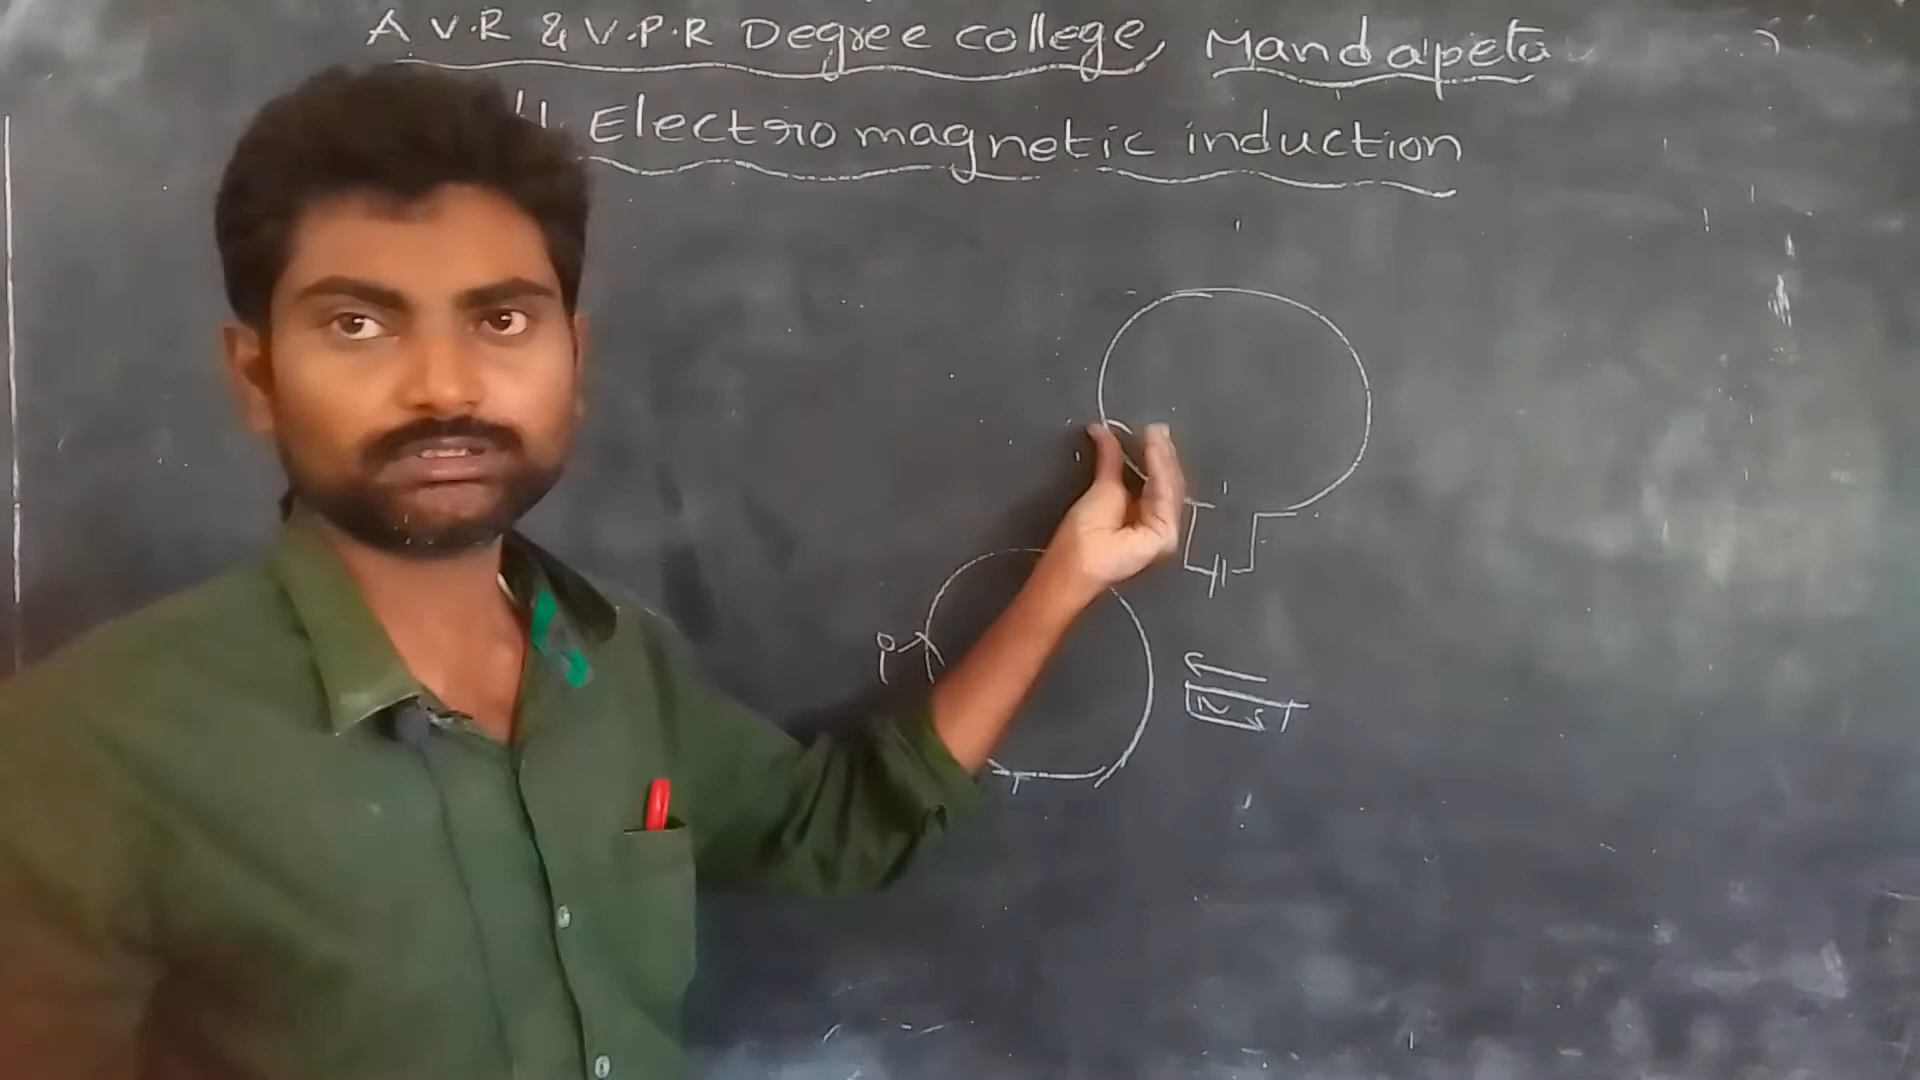 A V.R & V.P.R Degree college, Mandapeta
Electro magnetic induction
i
N S